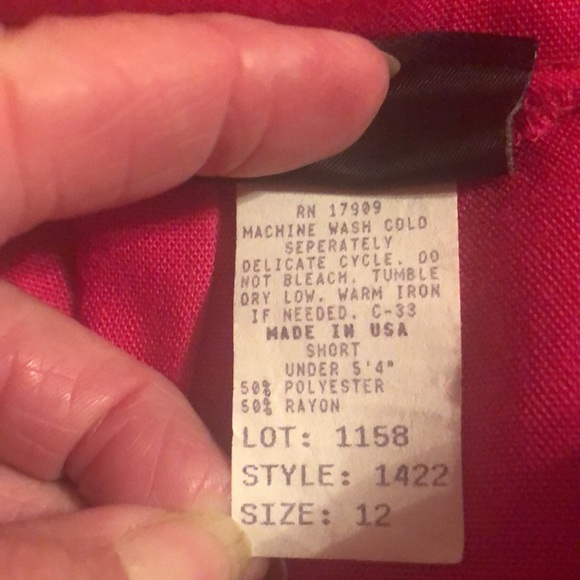 RN 17909
MACHINE WASH COLD
SEPERATELY
DELICATE CYCLE. DO
NOT BLEACH. TUMBLE
DRY LOW. WARM IRON
IF NEEDED. C-33
MADE IN USA
SHORT
UNDER 5'4"
50% POLYESTER
50% RAYON
LOT: 1158
STYLE: 1422
SIZE: 12